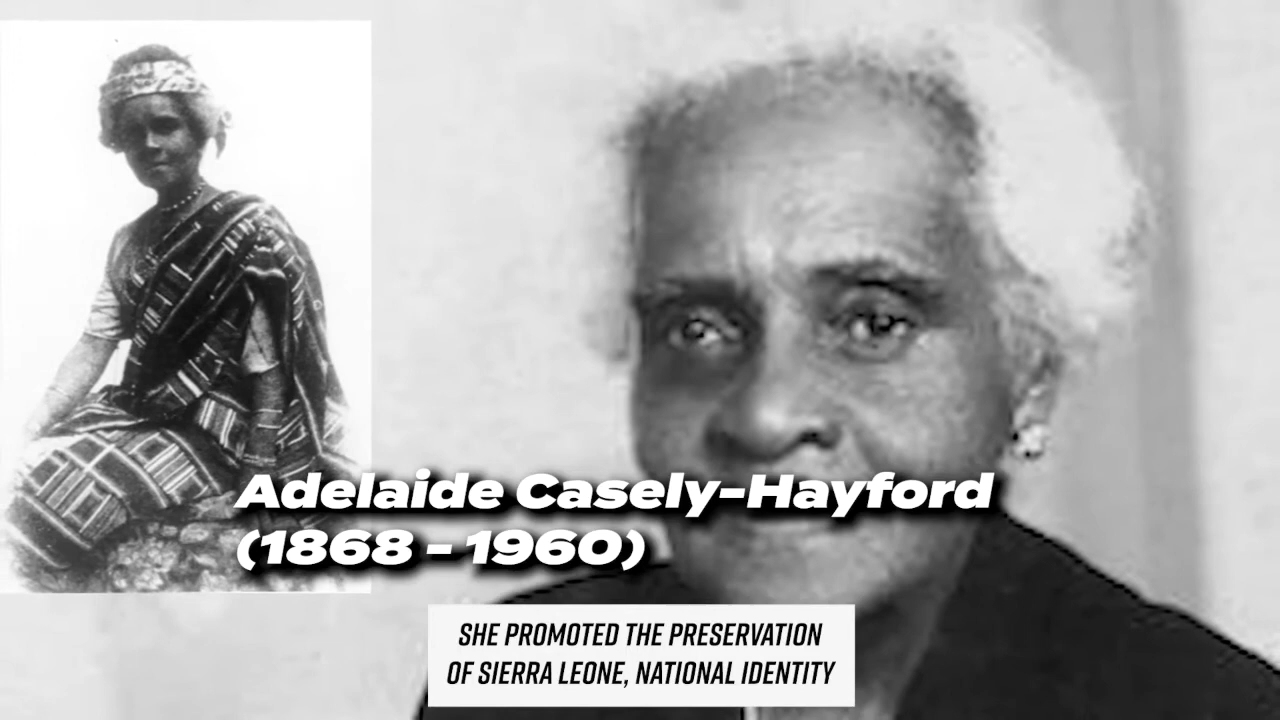 Adelaide Casely-Hayford
(1868 - 1960)
SHE PROMOTED THE PRESERVATION
OF SIERRA LEONE, NATIONAL IDENTITY